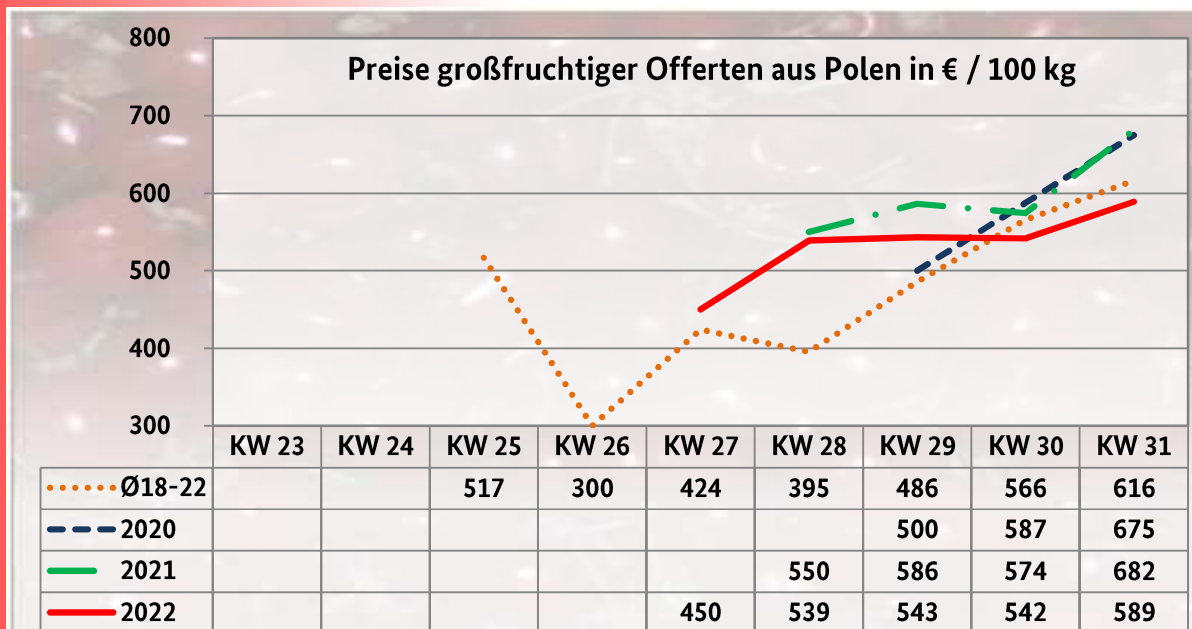 Preise großfruchtiger Offerten aus Polen in € / 100 kg
800
700
600
500
400
300
KW 23 KW 24 KW 25 KW 26 KW 27 KW 28 KW 29 KW 30 KW 31
Ø18-22 517 300 424 395 486 566 616
2020 500 587 675
2021 550 586 574 682
2022 450 539 543 542 589